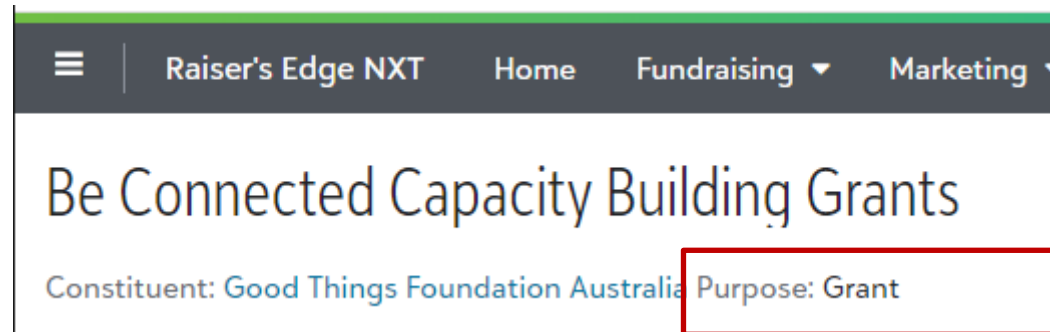 Raiser's Edge NXT Home Fundraising Marketing
Be Connected Capacity Building Grants
Constituent: Good Things Foundation Australia Purpose: Grant